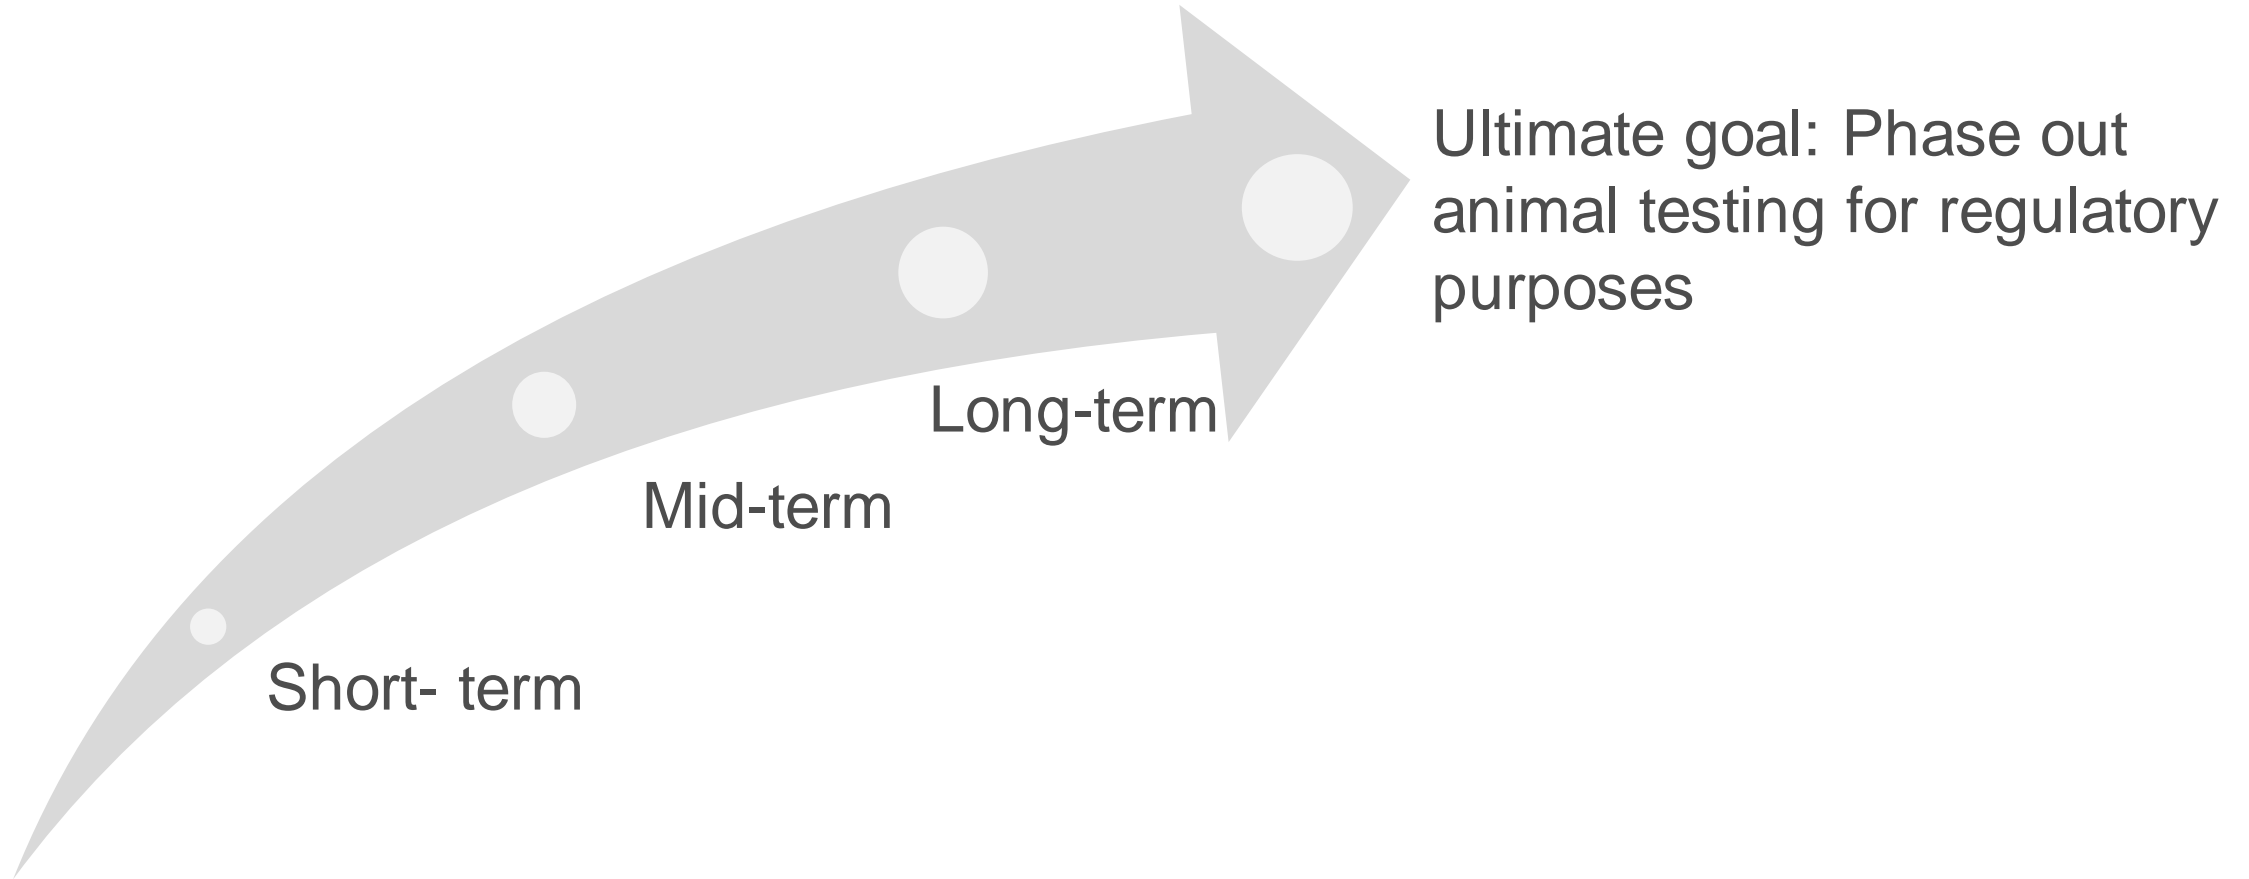 Ultimate goal: Phase out
animal testing for regulatory
purposes
Long-term
Mid-term
Short- term